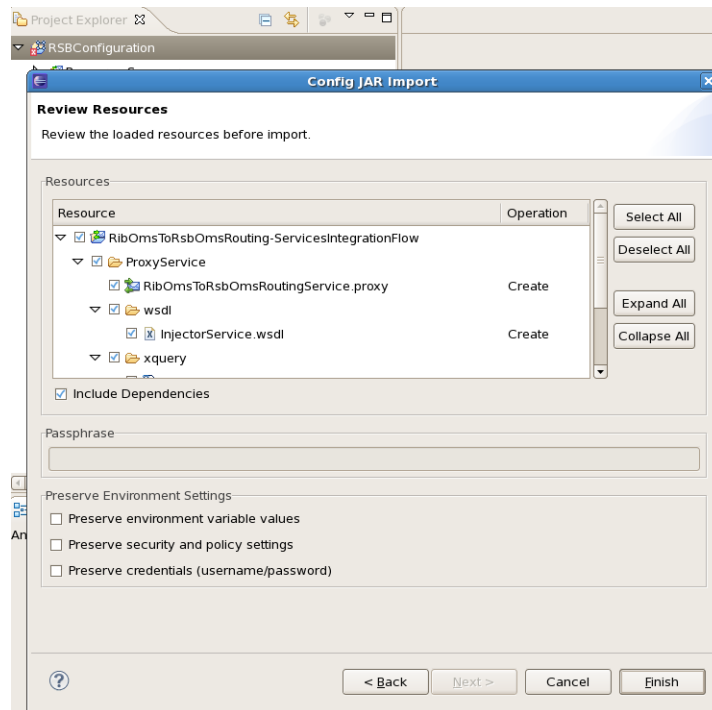 Project Explorer
RSBConfiguration
Config JAR Import
Review Resources
Review the loaded resources before import.
Resources
Resource Operation
RibOmsToRsbOmsRouting-ServicesIntegrationFlow
ProxyService
RibOmsToRsbOmsRoutingService.proxy Create
wsdl
InjectorService.wsdl Create
xquery
Select All
Deselect All
Expand All
Collapse All
Include Dependencies
Passphrase
Preserve Environment Settings
An
Preserve environment variable values
Preserve security and policy settings
Preserve credentials (username/password)
< Back Next > Cancel Finish